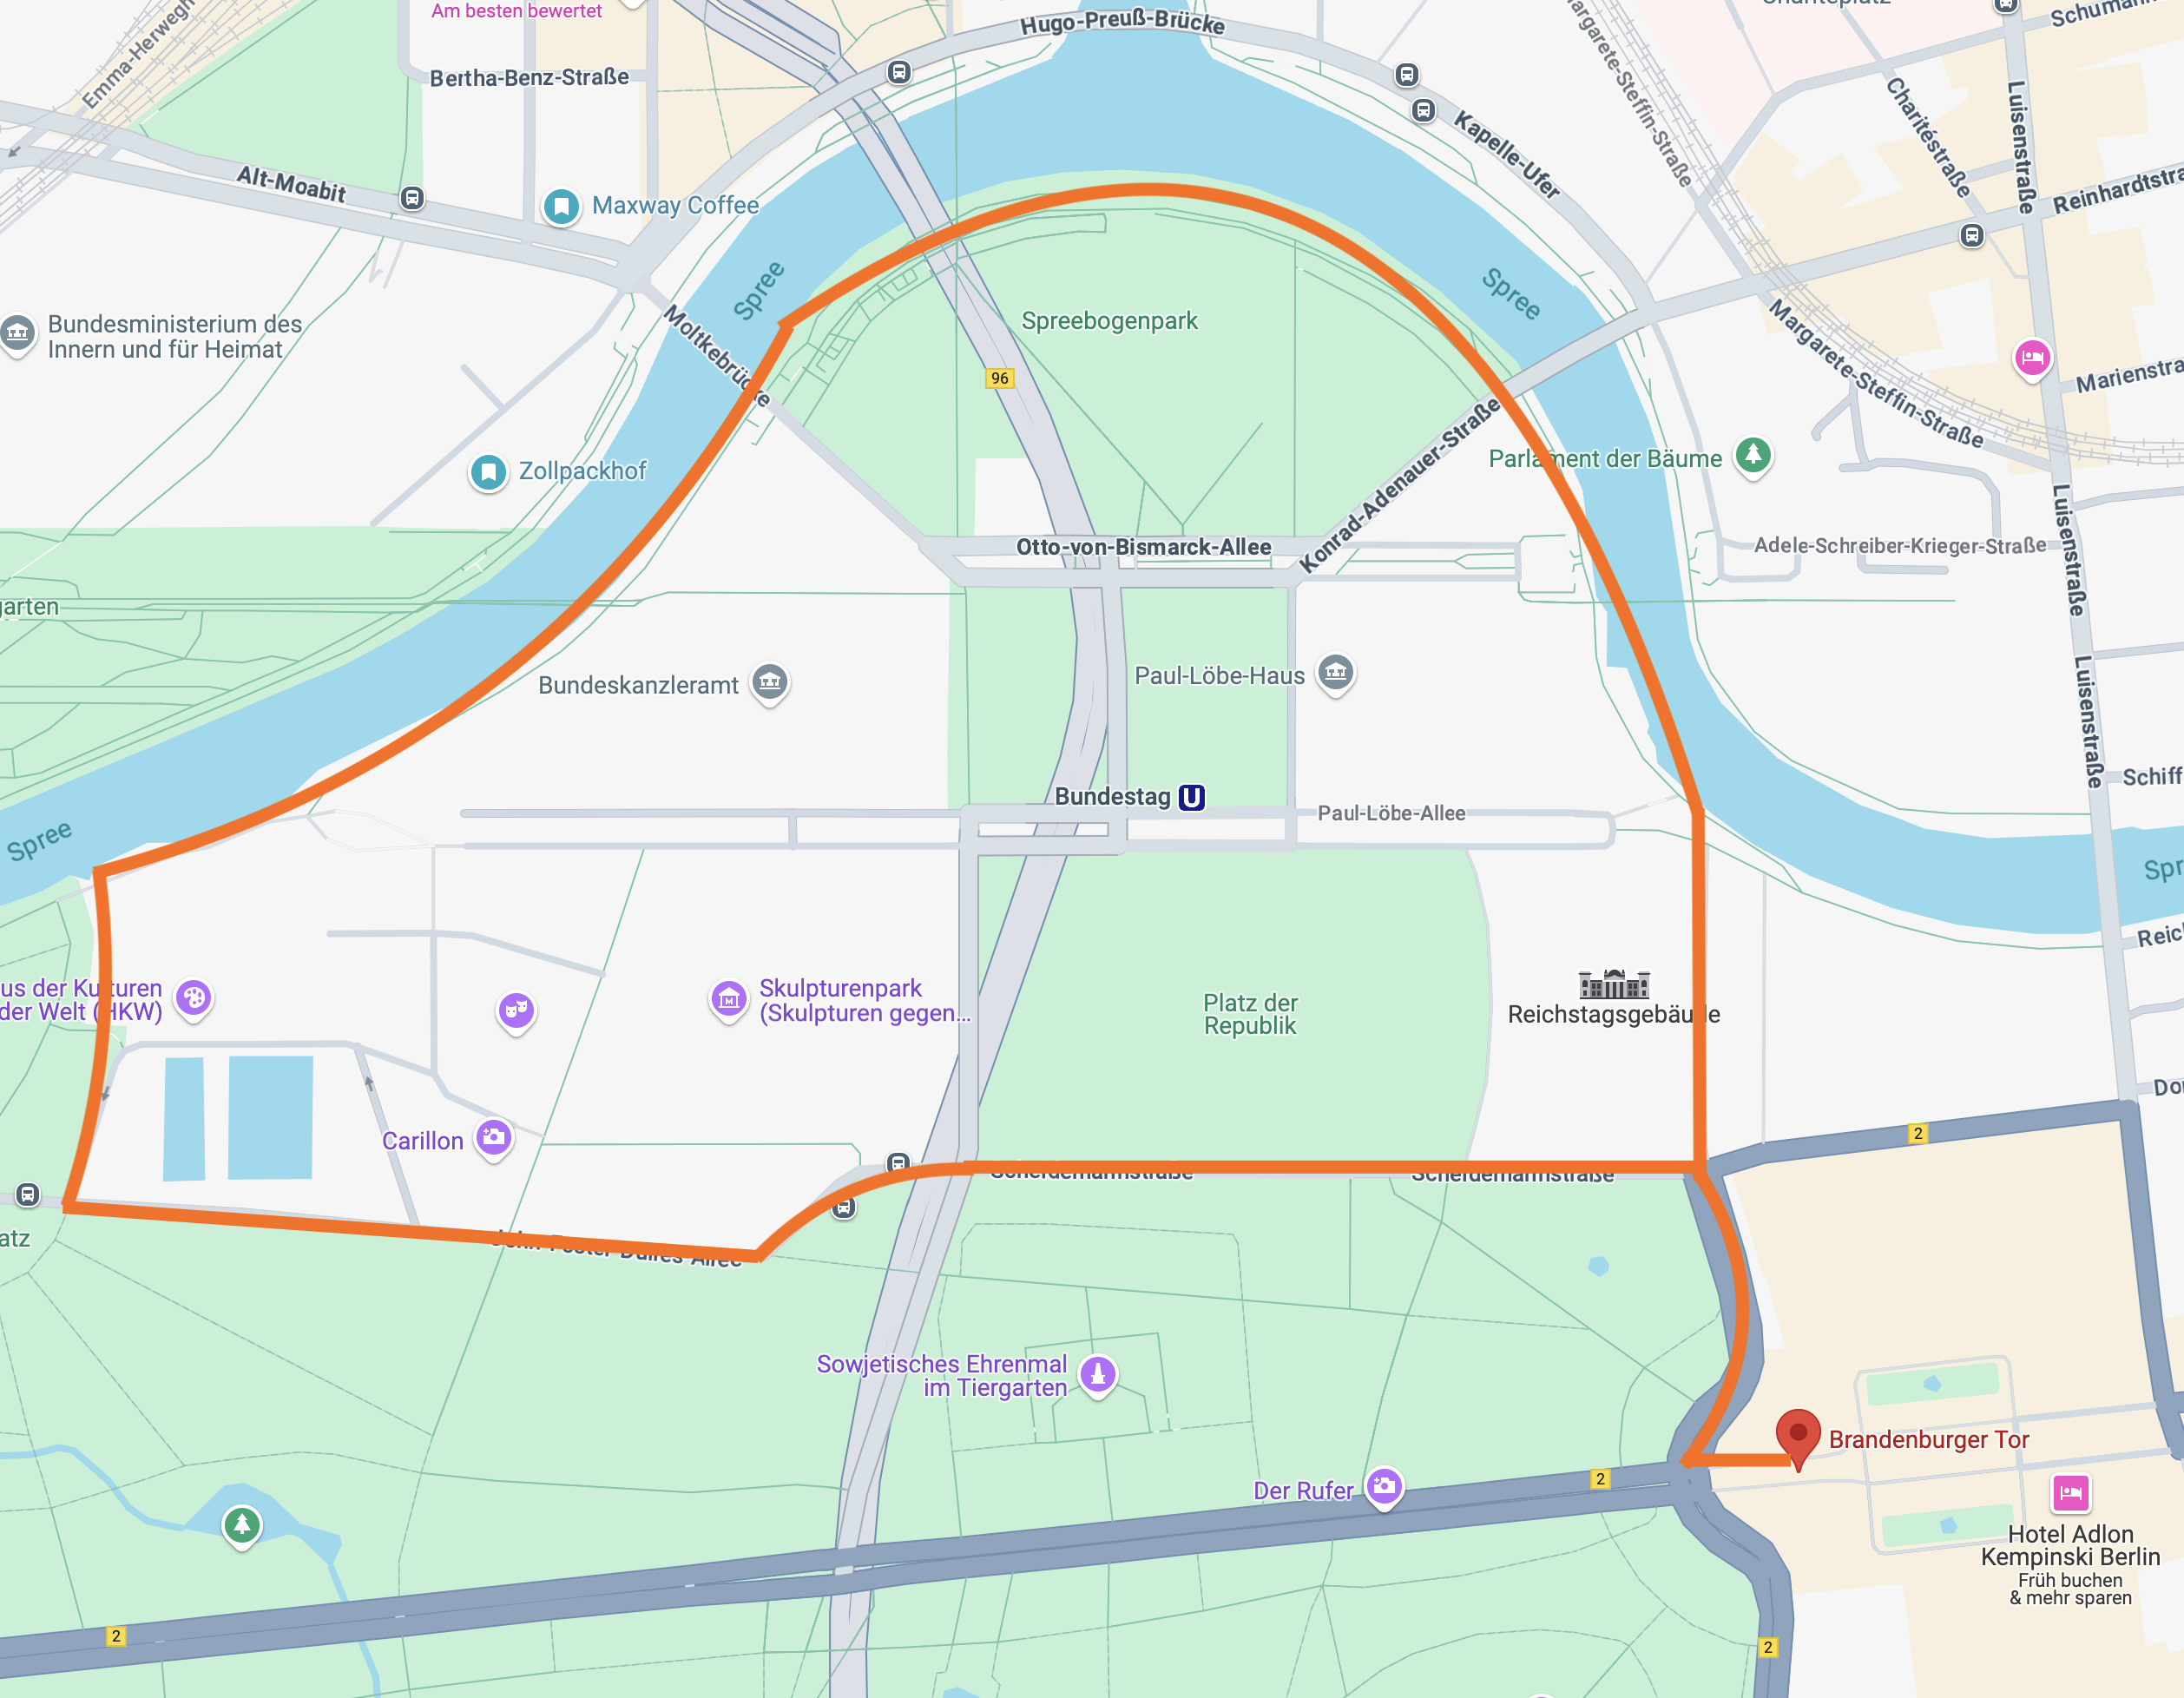 Am besten bewertet
Hugo-Preuß-Brücke
Emma-Herwegh
Bertha-Benz-Straße
Alt-Moabit
Maxway Coffee
Kapelle-Ufer
Margarete-Steffin-Straße
Charitéstraße
Luisenstraße
Reinhardtstra
Schumann
Spree
Spree
Moltkebrücke
Bundesministerium des
Innern und für Heimat
Spreebogenpark
96
Margarete-Steffin-Straße
Marienstra
Zollpackhof
Konrad-Adenauer-Straße
Parlament der Bäume
Otto-von-Bismarck-Allee
Adele-Schreiber-Krieger-Straße
Luisenstraße
garten
Bundeskanzleramt
Paul-Löbe-Haus
Luisenstraße
Schiff
Bundestag U
Paul-Löbe-Allee
Spree
Spr
Reic
us der Kulturen
der Welt (HKW)
Skulpturenpark
(Skulpturen gegen...
Platz der
Republik
Reichstagsgebäude
Carillon
2
Scheidemannstraße
Scheidemannstraße
atz
John-Foster-Dulles-Allee
Sowjetisches Ehrenmal
im Tiergarten
Brandenburger Tor
Der Rufer
2
Hotel Adlon
Kempinski Berlin
Früh buchen
& mehr sparen
2
2